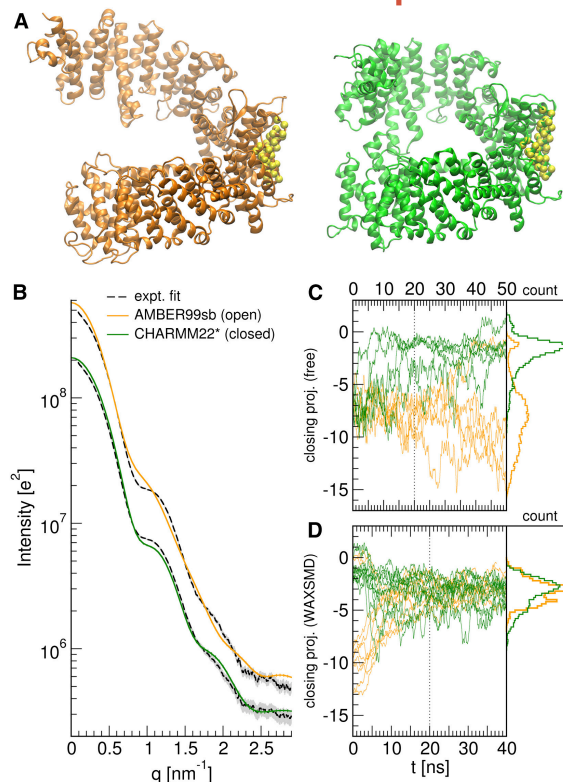 A
B
expt. fit
AMBER99sb (open)
CHARMM22* (closed)
Intensity [e²]
10⁸
10⁷
10⁶
0 0.5 1 1.5 2 2.5
q [nm⁻¹]
C
0 10 20 30 40 50 count
closing proj. (free)
0
-5
-10
-15
D
count
closing proj. (WAXSMD)
0
-5
-10
-15
0 10 20 30 40
t [ns]